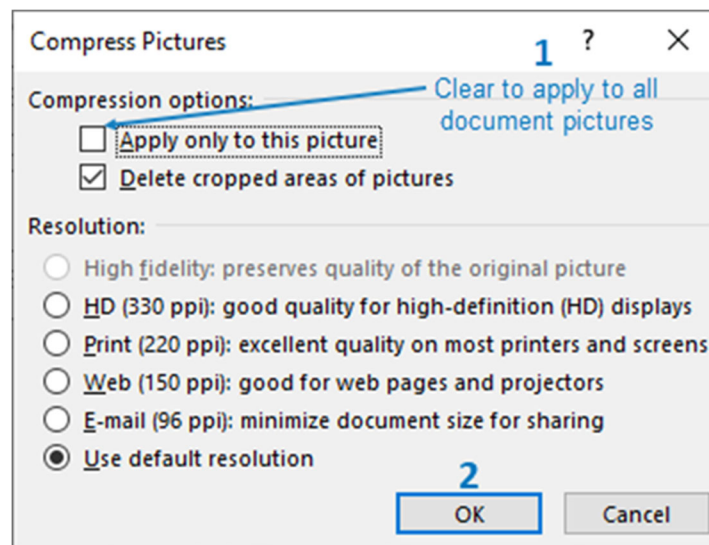 Compress Pictures ? X
1
Compression options:
Clear to apply to all
document pictures
Apply only to this picture
Delete cropped areas of pictures
Resolution:
High fidelity: preserves quality of the original picture
HD (330 ppi): good quality for high-definition (HD) displays
Print (220 ppi): excellent quality on most printers and screens
Web (150 ppi): good for web pages and projectors
E-mail (96 ppi): minimize document size for sharing
Use default resolution
2
OK Cancel